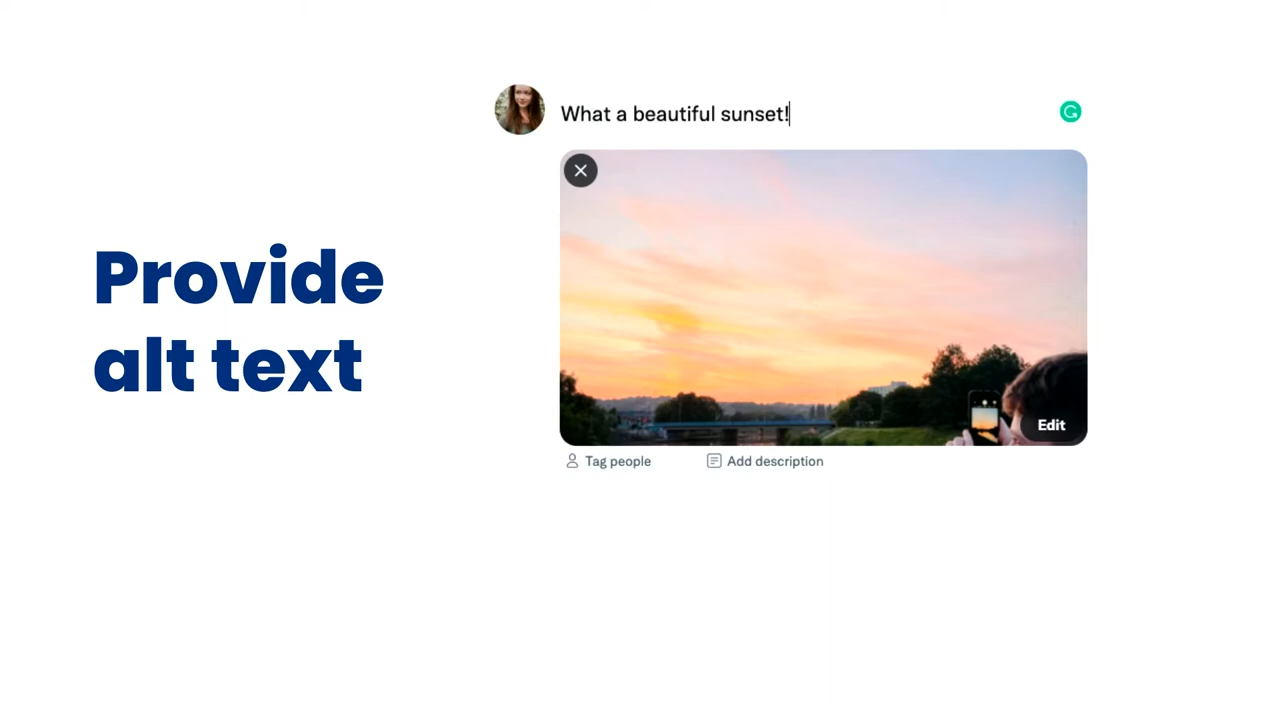 What a beautiful sunset!
Provide
alt text
Edit
Tag people
Add description